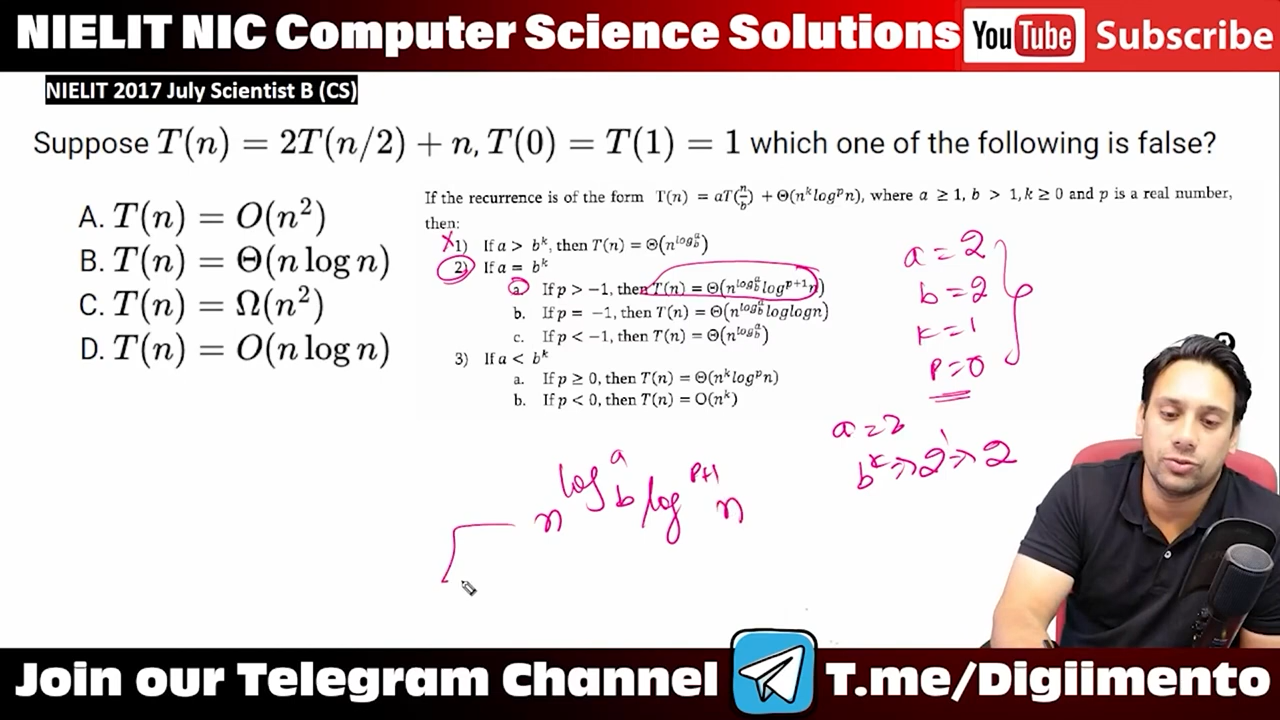 NIELIT NIC Computer Science Solutions YouTube Subscribe
NIELIT 2017 July Scientist B (CS)
Suppose T(n) = 2T(n/2) + n, T(0) = T(1) = 1 which one of the following is false?
A. T(n) = O(n²)
B. T(n) = Θ(n log n)
C. T(n) = Ω(n²)
D. T(n) = O(n log n)
If the recurrence is of the form T(n) = aT(n/b) + Θ(n^k log^p n), where a ≥ 1, b > 1, k ≥ 0 and p is a real number,
then:
1) If a > b^k, then T(n) = Θ(n^(log_b^a))
2) If a = b^k
a. If p > −1, then T(n) = Θ(n^(log_b^a) log^(p+1) n)
b. If p = −1, then T(n) = Θ(n^(log_b^a) loglogn)
c. If p < −1, then T(n) = Θ(n^(log_b^a))
3) If a < b^k
a. If p ≥ 0, then T(n) = Θ(n^k log^p n)
b. If p < 0, then T(n) = O(n^k)
a = 2
b = 2
k = 1
P = 0
a = 2
b^k ⇒ 2^1 ⇒ 2
n^(log_b^a) log^(p+1) n
Join our Telegram Channel T.me/Digiimento